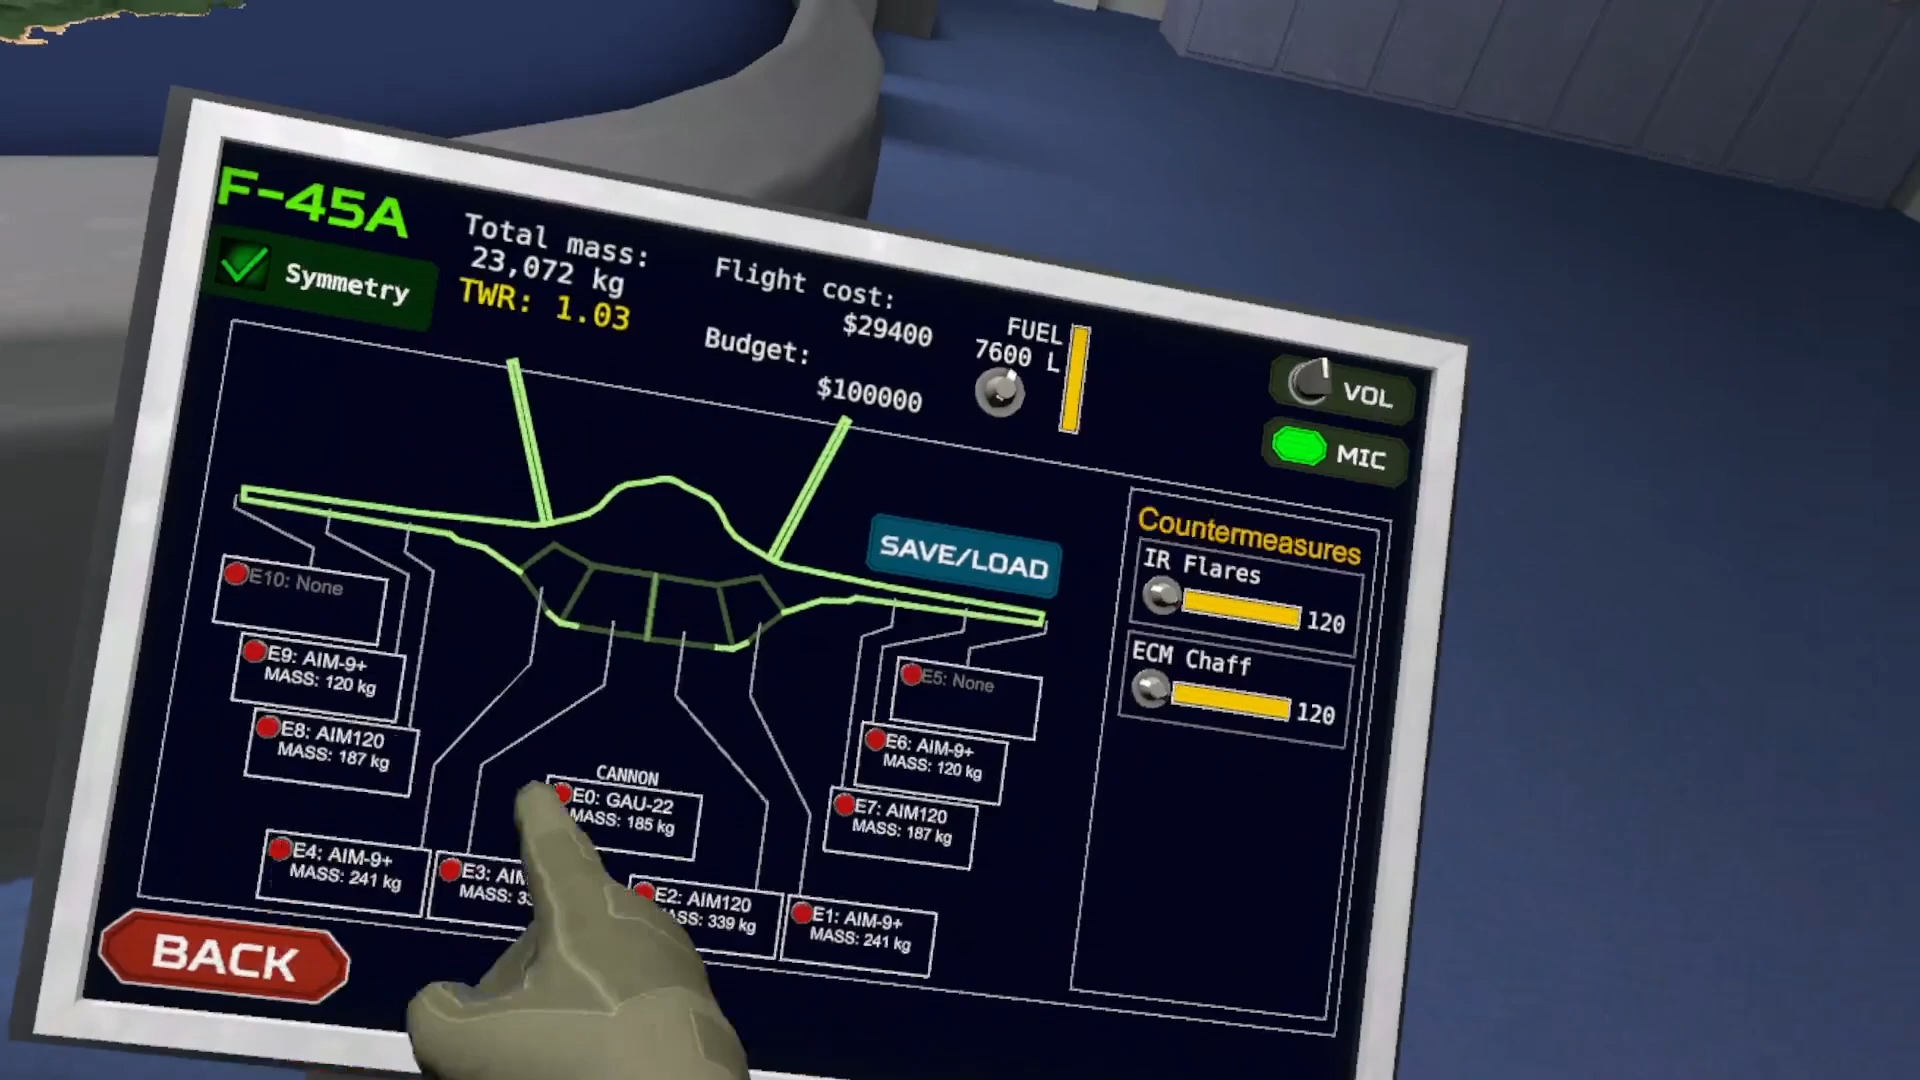 F-45A
Symmetry
Total mass:
23,072 kg
TWR: 1.03
Flight cost:
$29400
Budget:
$100000
FUEL
7600 L
VOL
MIC
SAVE/LOAD
Countermeasures
IR Flares
120
ECM Chaff
120
E10: None
E9: AIM-9+
MASS: 120 kg
E8: AIM120
MASS: 187 kg
E5: None
E6: AIM-9+
MASS: 120 kg
E7: AIM120
MASS: 187 kg
CANNON
E0: GAU-22
MASS: 185 kg
E4: AIM-9+
MASS: 241 kg
E3:
MASS:
E2: AIM120
339 kg
E1: AIM-9+
MASS: 241 kg
BACK